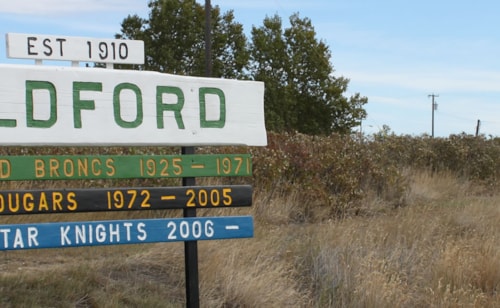 EST 1910
LDFORD
D BRONCS 1925 — 1971
OUGARS 1972 — 2005
TAR KNIGHTS 2006 —